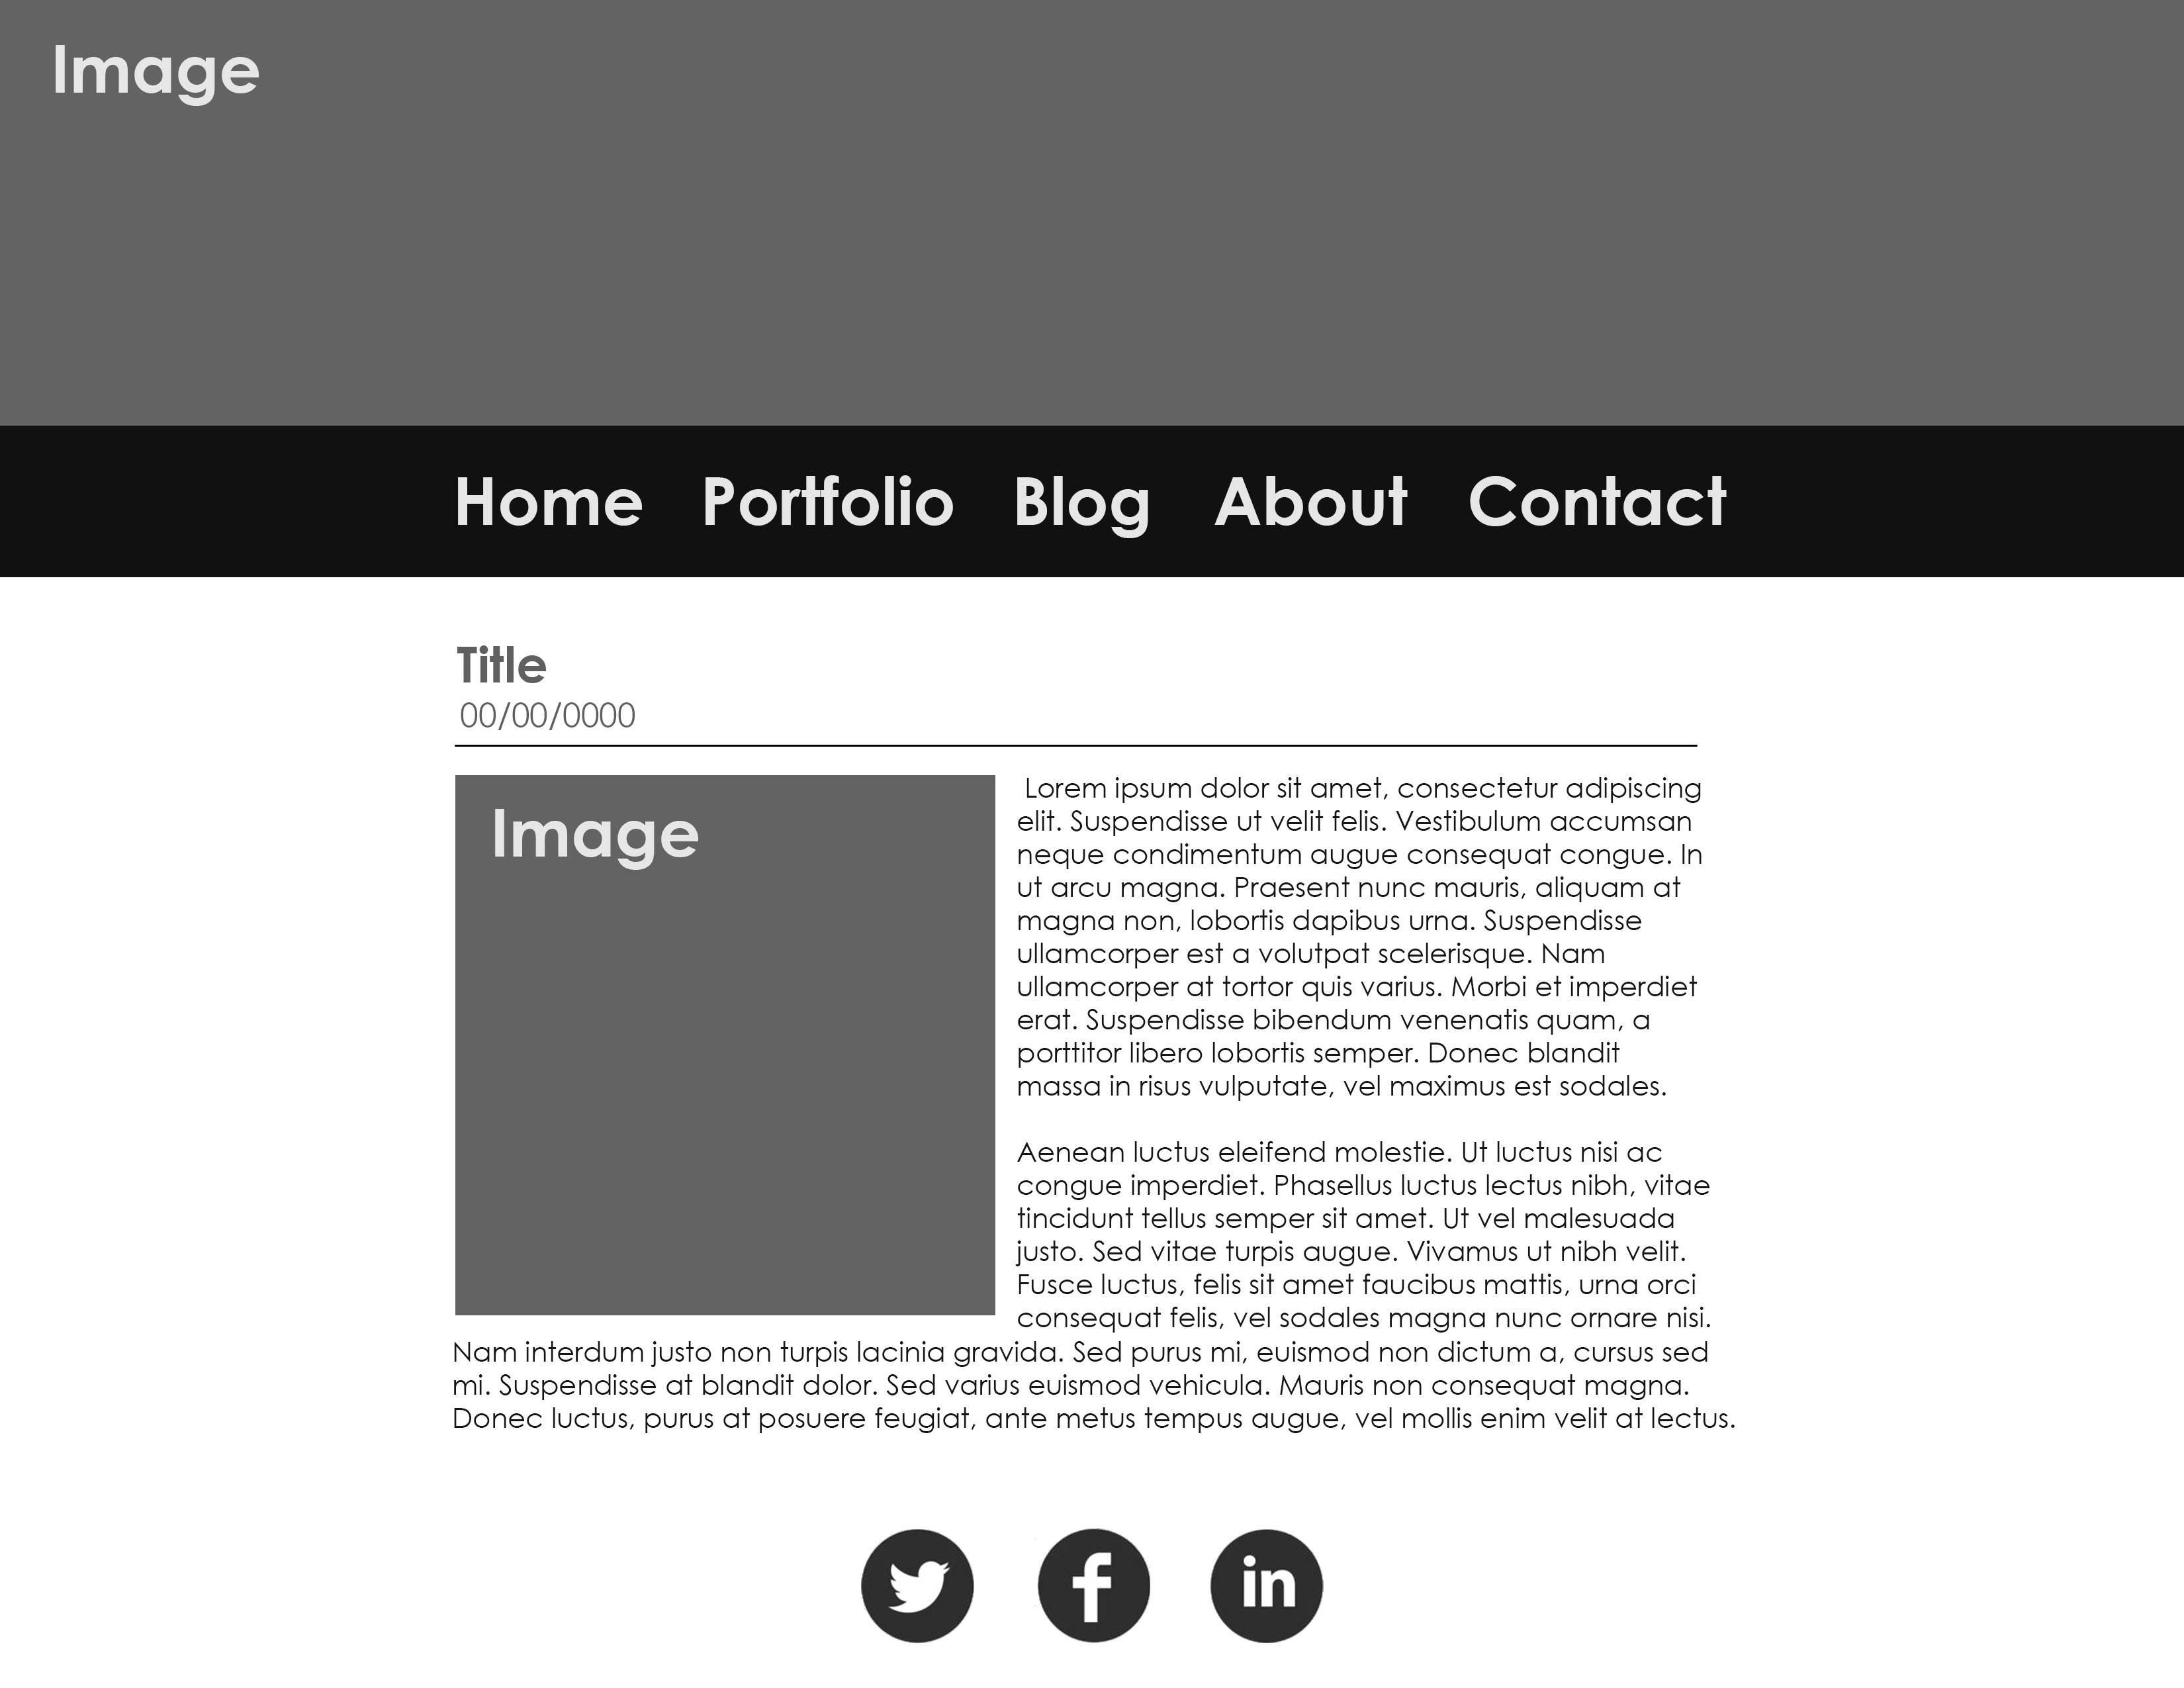 Image
Home Portfolio Blog About Contact
Title
00/00/0000
Image
Lorem ipsum dolor sit amet, consectetur adipiscing
elit. Suspendisse ut velit felis. Vestibulum accumsan
neque condimentum augue consequat congue. In
ut arcu magna. Praesent nunc mauris, aliquam at
magna non, lobortis dapibus urna. Suspendisse
ullamcorper est a volutpat scelerisque. Nam
ullamcorper at tortor quis varius. Morbi et imperdiet
erat. Suspendisse bibendum venenatis quam, a
porttitor libero lobortis semper. Donec blandit
massa in risus vulputate, vel maximus est sodales.
Aenean luctus eleifend molestie. Ut luctus nisi ac
congue imperdiet. Phasellus luctus lectus nibh, vitae
tincidunt tellus semper sit amet. Ut vel malesuada
justo. Sed vitae turpis augue. Vivamus ut nibh velit.
Fusce luctus, felis sit amet faucibus mattis, urna orci
consequat felis, vel sodales magna nunc ornare nisi.
Nam interdum justo non turpis lacinia gravida. Sed purus mi, euismod non dictum a, cursus sed
mi. Suspendisse at blandit dolor. Sed varius euismod vehicula. Mauris non consequat magna.
Donec luctus, purus at posuere feugiat, ante metus tempus augue, vel mollis enim velit at lectus.
f in